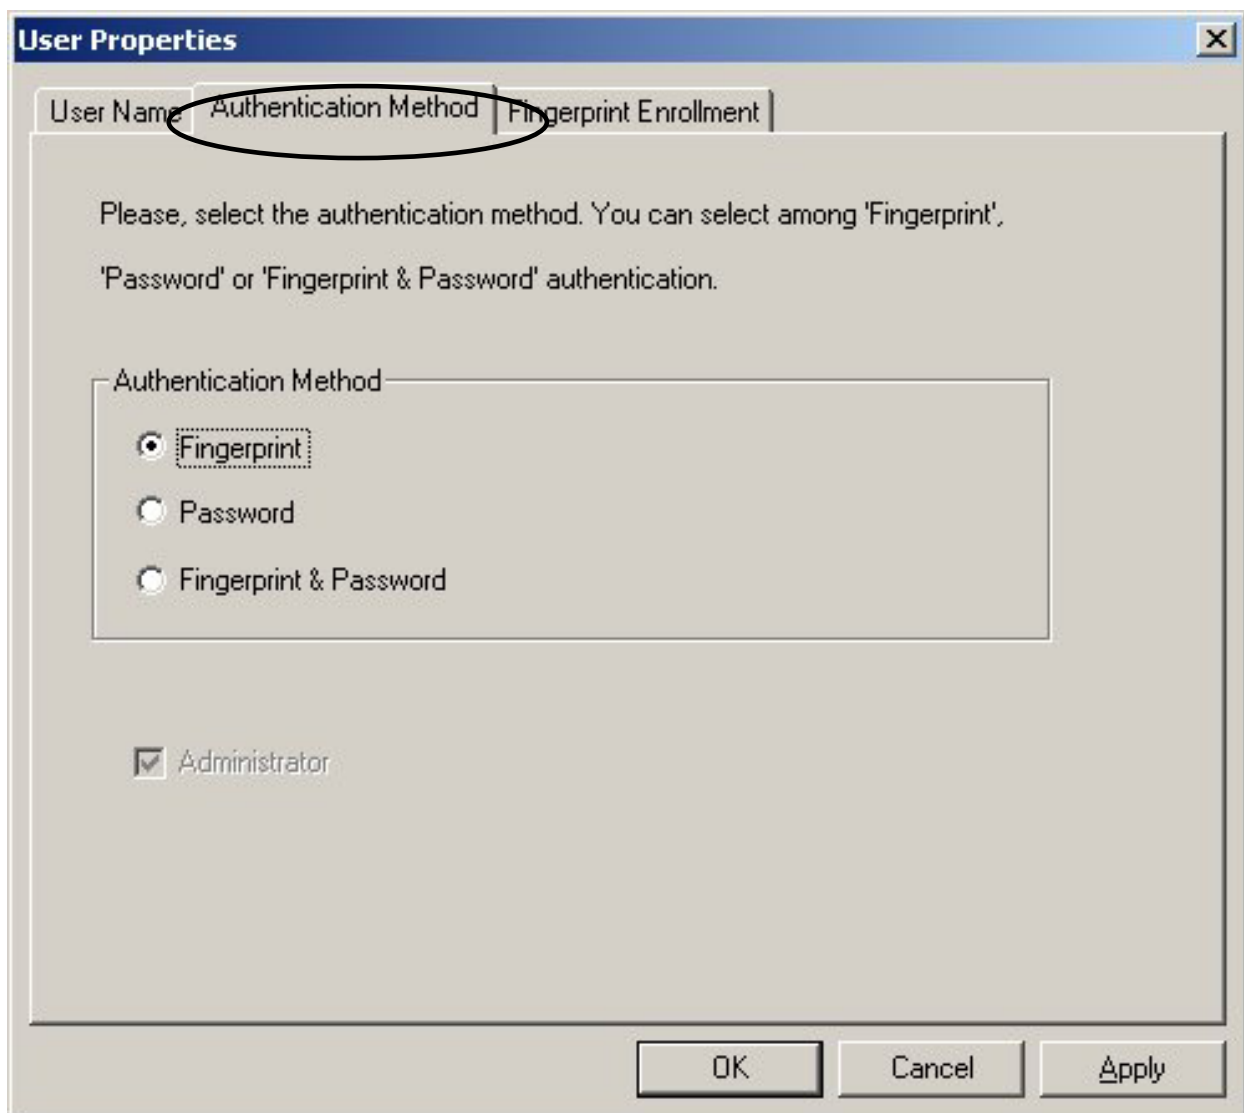 User Properties
User Name Authentication Method Fingerprint Enrollment
Please, select the authentication method. You can select among 'Fingerprint',
'Password' or 'Fingerprint & Password' authentication.
Authentication Method
Fingerprint
Password
Fingerprint & Password
Administrator
OK Cancel Apply